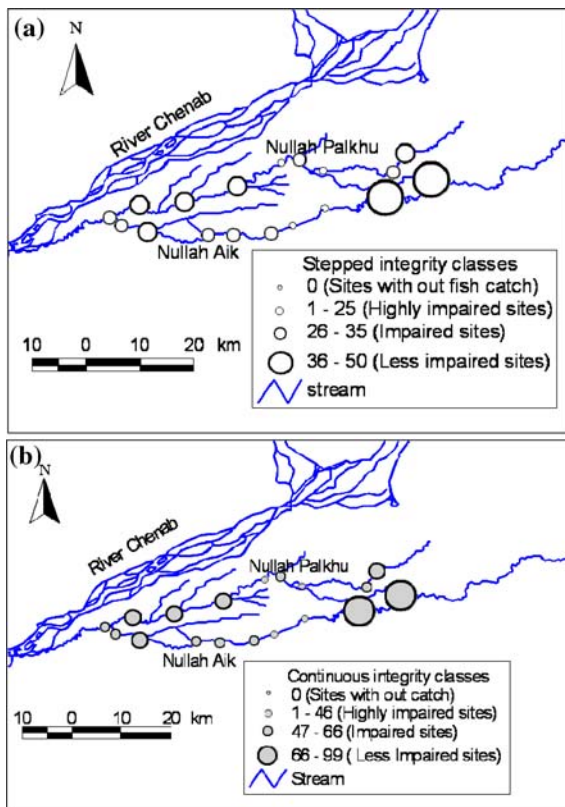 (a)
N
River Chenab
Nullah Palkhu
Nullah Aik
Stepped integrity classes
0 (Sites with out fish catch)
1 - 25 (Highly impaired sites)
26 - 35 (Impaired sites)
36 - 50 (Less impaired sites)
stream
10 0 10 20 km
(b)
N
River Chenab
Nullah Palkhu
Nullah Aik
Continuous integrity classes
0 (Sites with out catch)
1 - 46 (Highly impaired sites)
47 - 66 (Impaired sites)
66 - 99 ( Less Impaired sites)
Stream
10 0 10 20 km